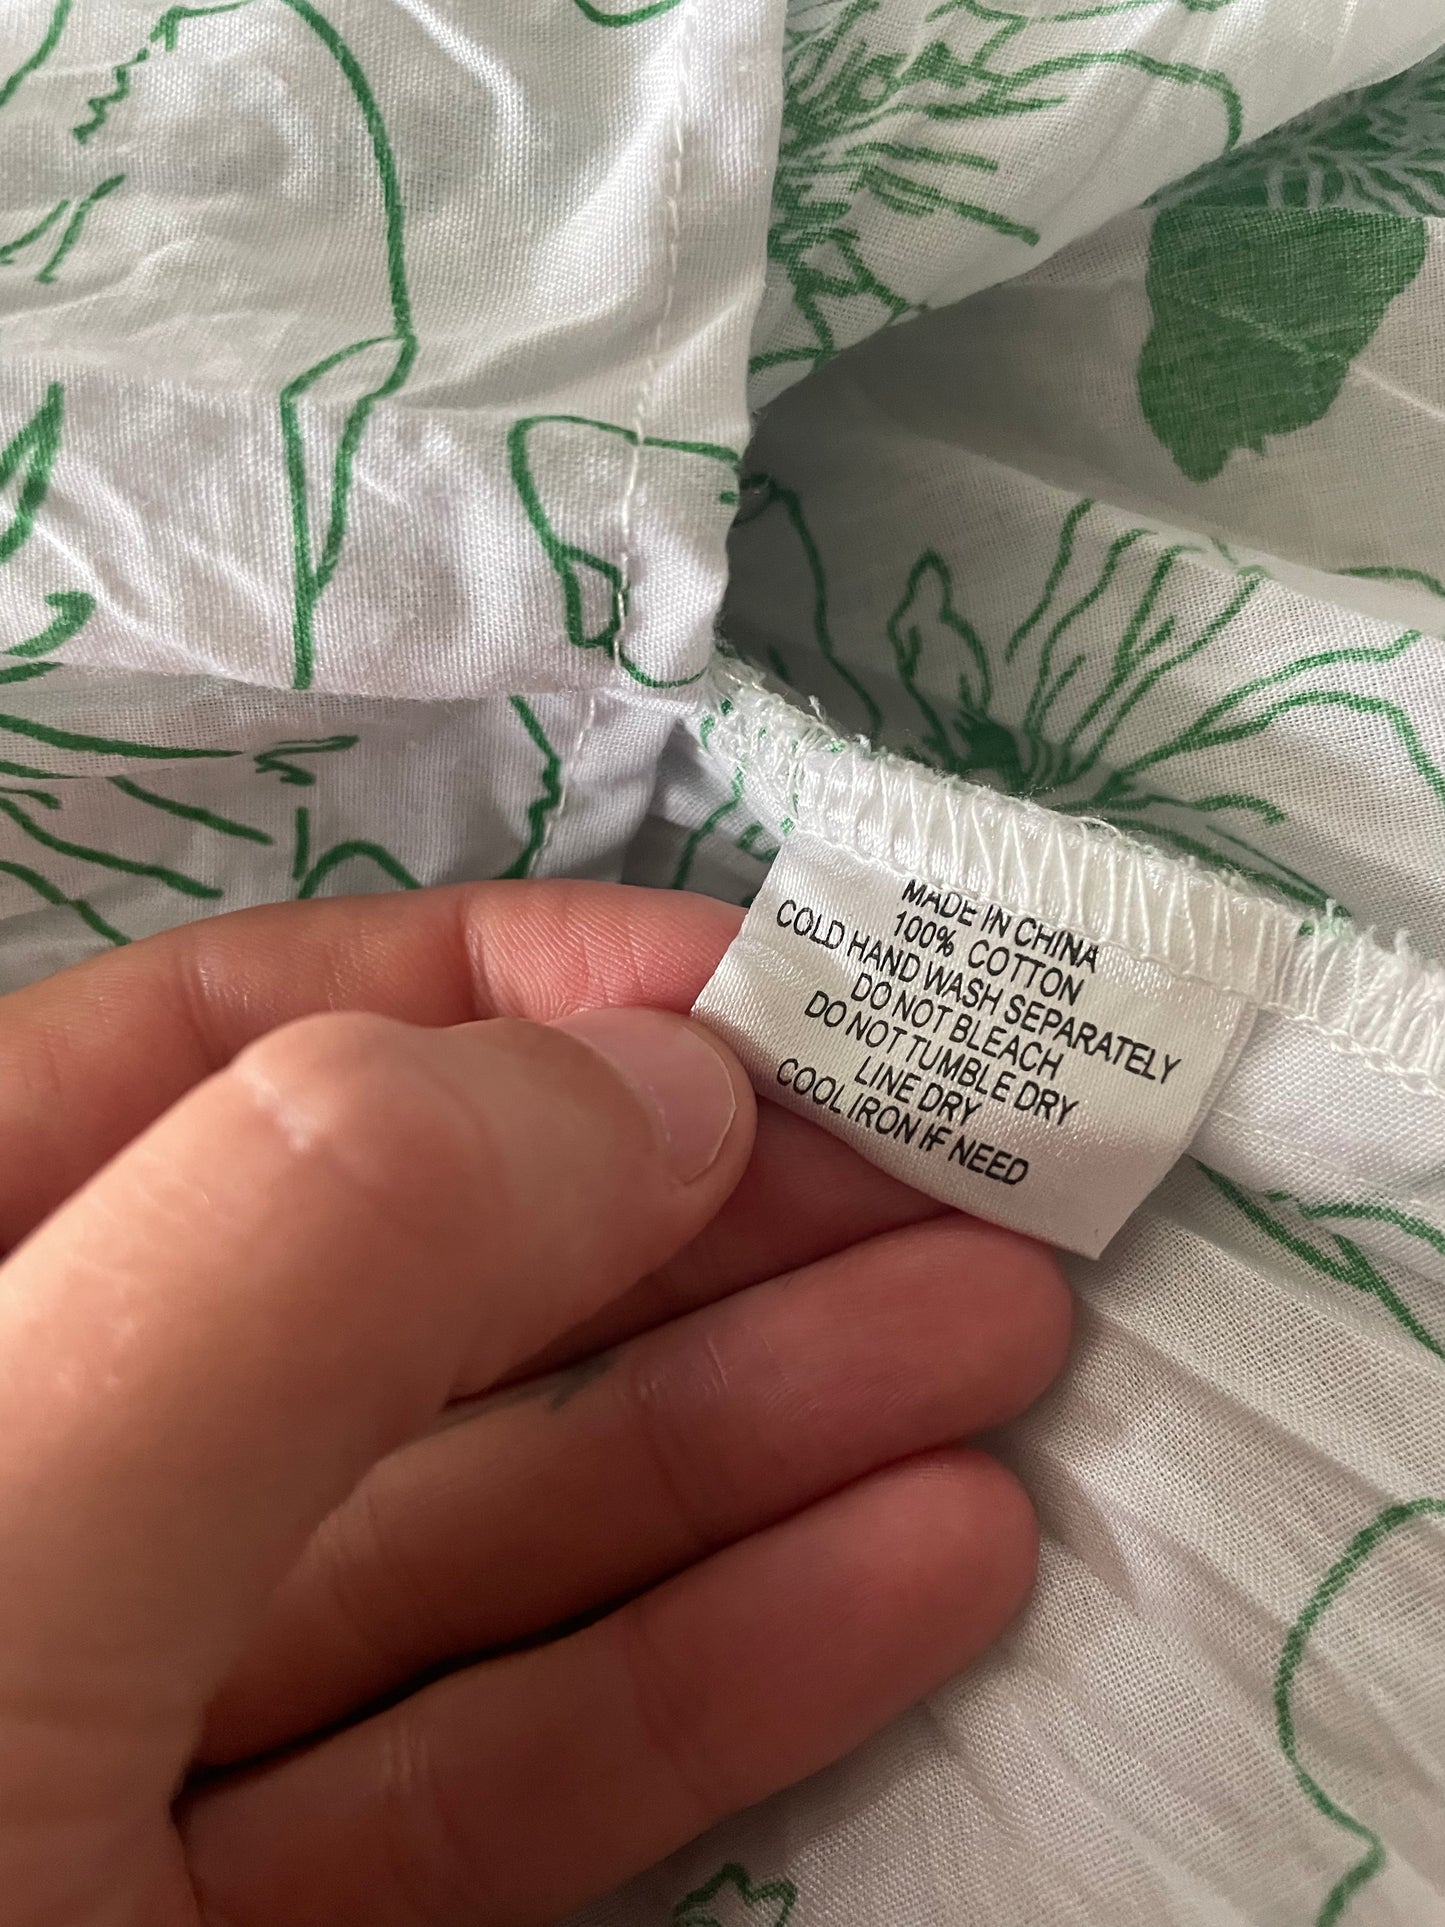 MADE IN CHINA
100% COTTON
COLD HAND WASH SEPARATELY
DO NOT BLEACH
DO NOT TUMBLE DRY
LINE DRY
COOL IRON IF NEED